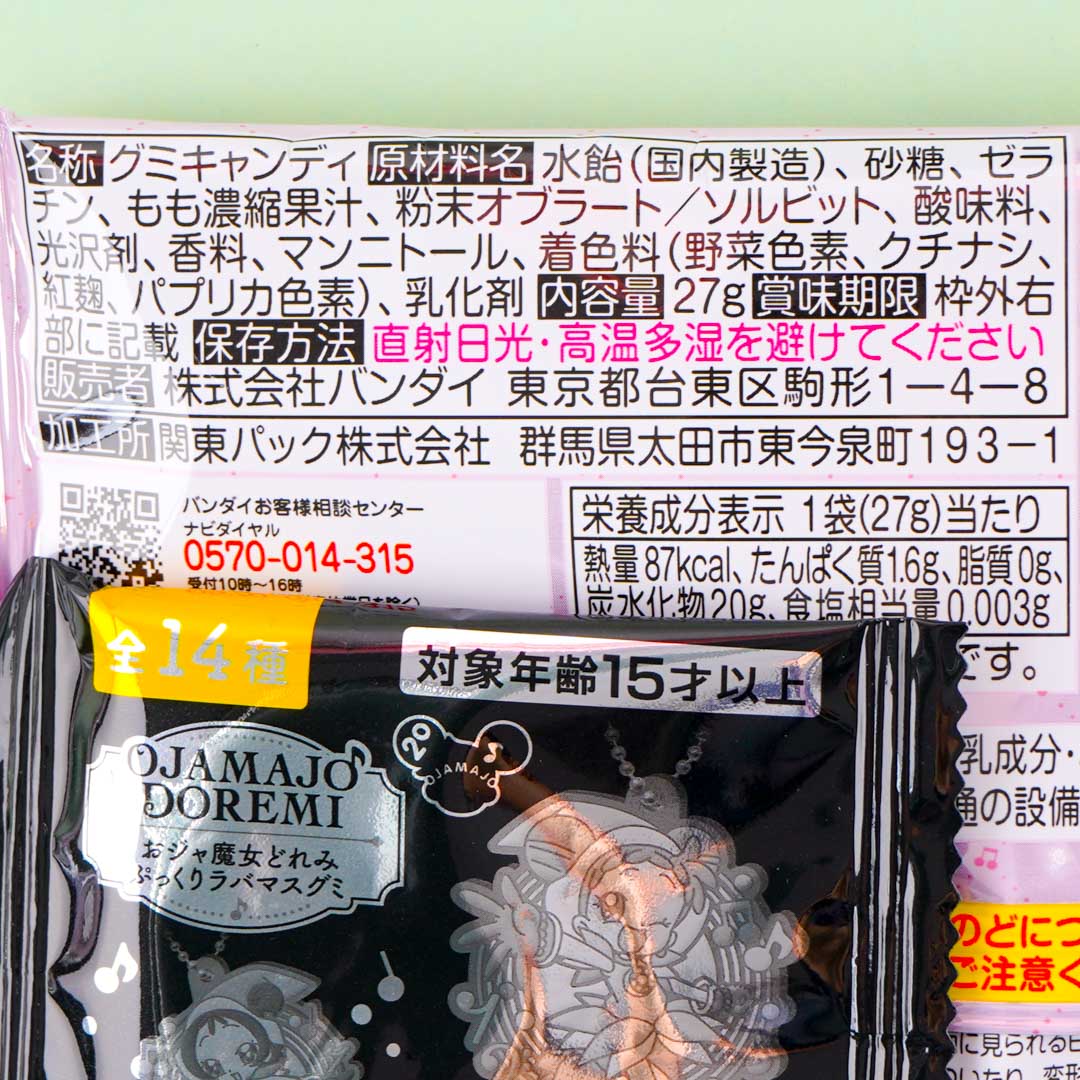 名称 グミキャンディ 原材料名 水飴(国内製造)、砂糖、ゼラ
チン、もも濃縮果汁、粉末オブラート/ソルビット、酸味料、
光沢剤、香料、マンニトール、着色料(野菜色素、クチナシ、
紅麹、パプリカ色素)、乳化剤 内容量 27g 賞味期限 枠外右
部に記載 保存方法 直射日光・高温多湿を避けてください
販売者 株式会社バンダイ 東京都台東区駒形1-4-8
加工所 関東パック株式会社 群馬県太田市東今泉町193-1
バンダイお客様相談センター
ナビダイヤル
0570-014-315
受付10時～16時
栄養成分表示 1袋(27g)当たり
熱量87kcal、たんぱく質1.6g、脂質0g、
炭水化物20g、食塩相当量0.003g
です。
乳成分・
通の設備
のどにつ
ご注意く
に見られる
全14種
対象年齢15才以上
OJAMAJO
DOREMI
おジャ魔女どれみ
ぷっくりラバマスグミ
20
OJAMAJO